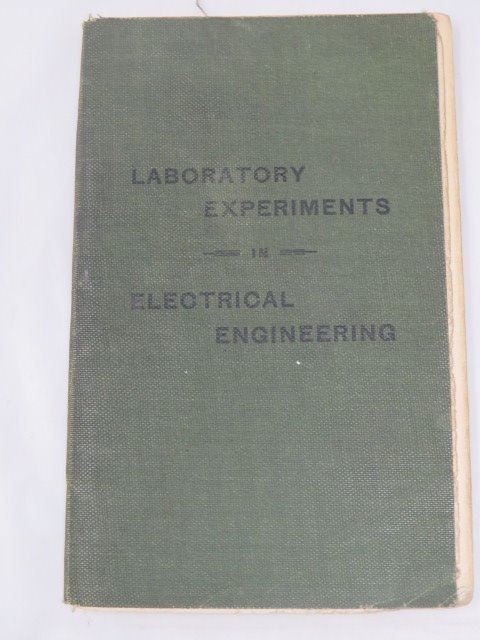 LABORATORY
EXPERIMENTS
IN
ELECTRICAL
ENGINEERING